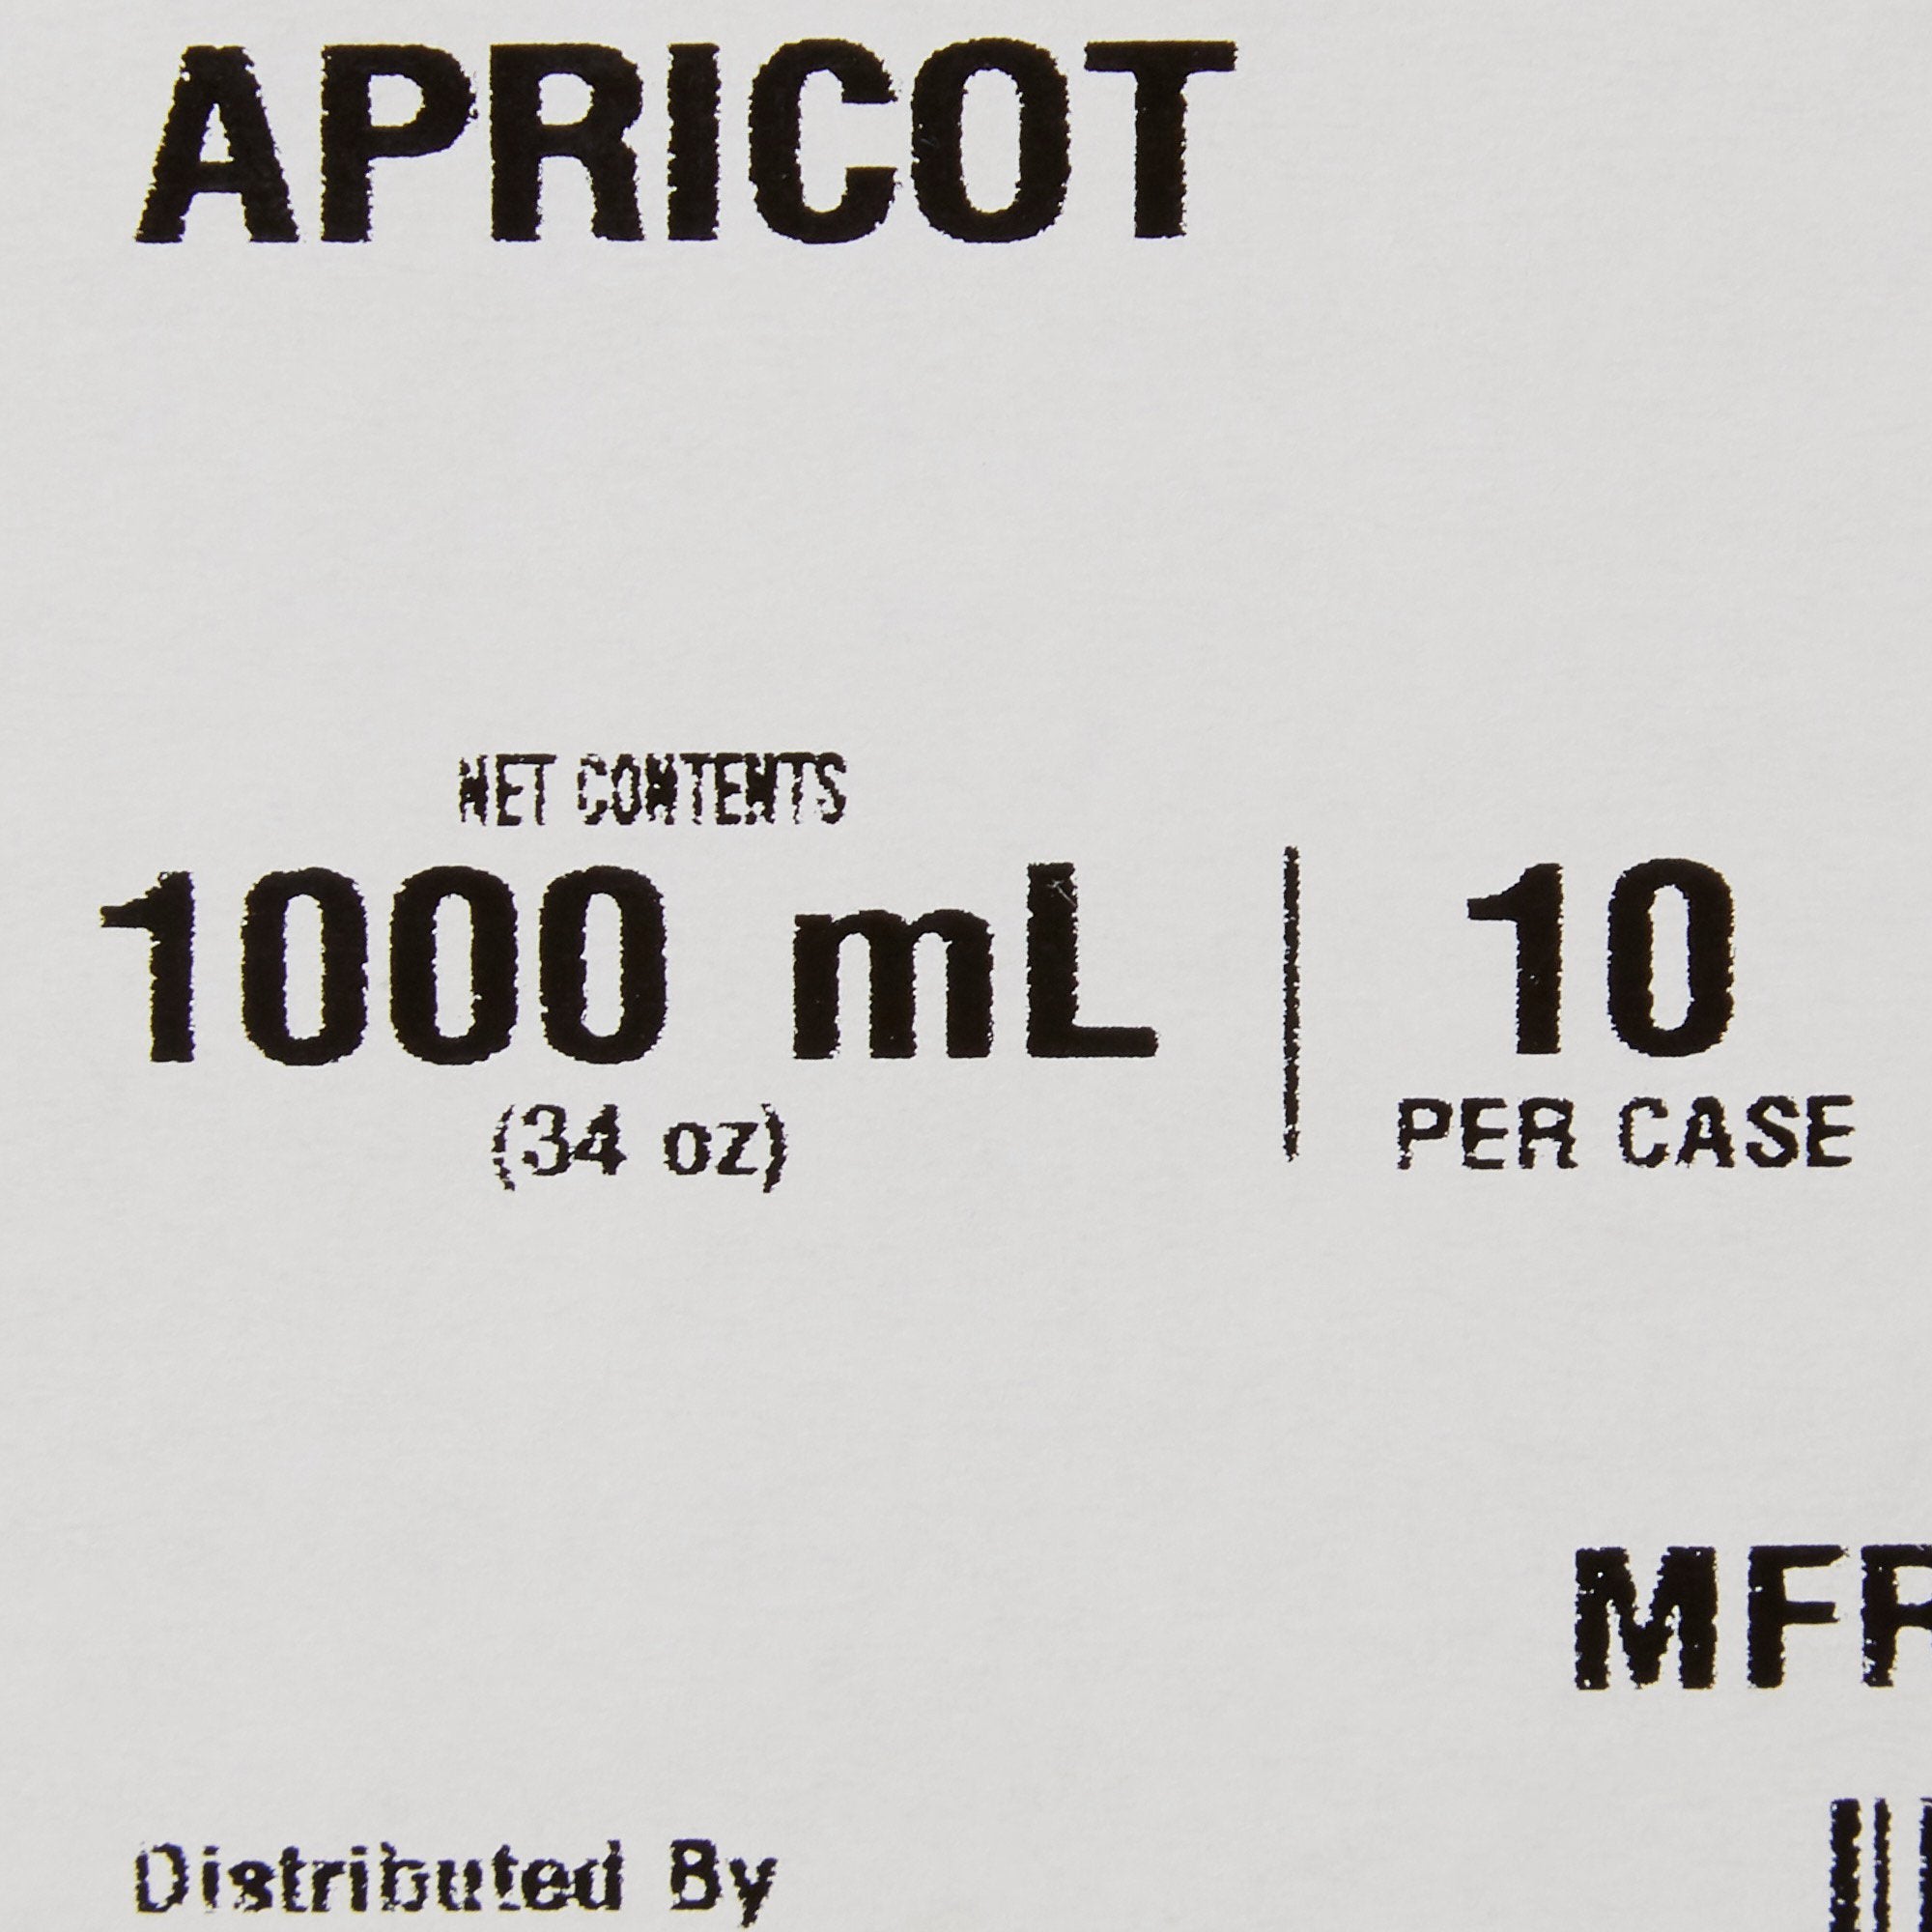 APRICOT
NET CONTENTS
1000 mL
(34 oz)
10
PER CASE
MFR
Distributed By